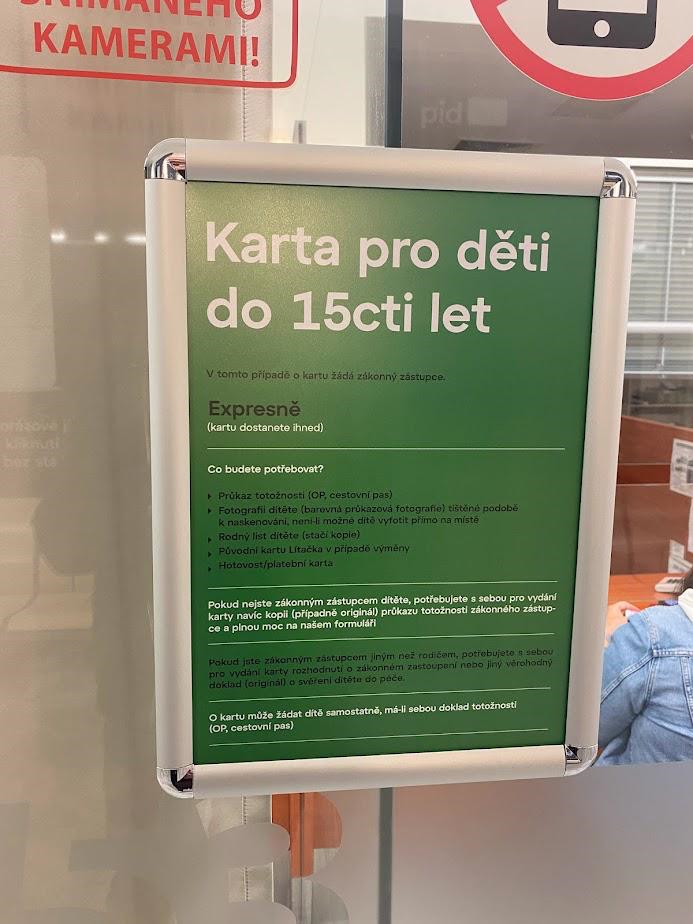 SNÍMANÉHO
KAMERAMI!
pid
Karta pro děti
do 15cti let
V tomto případě o kartu žádá zákonný zástupce.
Expresně
(kartu dostanete ihned)
Co budete potřebovat?
Průkaz totožnosti (OP, cestovní pas)
Fotografii dítěte (barevná průkazová fotografie) tištěné podobě
k naskenování, není-li možné dítě vyfotit přímo na místě
Rodný list dítěte (stačí kopie)
Původní kartu Lítačka v případě výměny
Hotovost/platební karta
Pokud nejste zákonným zástupcem dítěte, potřebujete s sebou pro vydání
karty navíc kopii (případně originál) průkazu totožnosti zákonného zástup-
ce a plnou moc na našem formuláři
Pokud jste zákonným zástupcem jiným než rodičem, potřebujete s sebou
pro vydání karty rozhodnutí o zákonném zastoupení nebo jiný věrohodný
doklad (originál) o svěření dítěte do péče.
O kartu může žádat dítě samostatně, má-li sebou doklad totožnosti
(OP, cestovní pas)